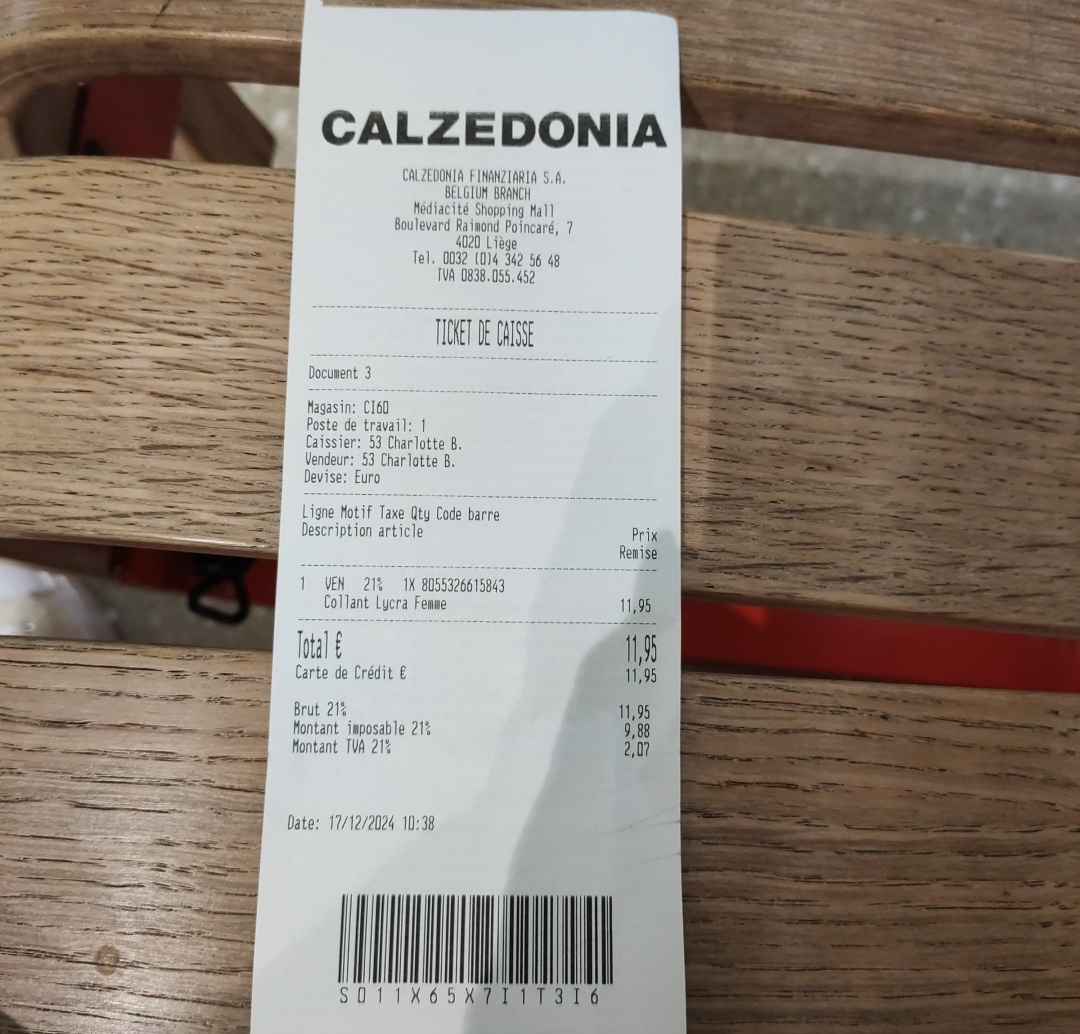 CALZEDONIA
CALZEDONIA FINANZIARIA S.A.
BELGIUM BRANCH
Médiacité Shopping Mall
Boulevard Raimond Poincaré, 7
4020 Liège
Tel. 0032 (0)4 342 56 48
TVA 0838.055.452
TICKET DE CAISSE
Document 3
Magasin: CI60
Poste de travail: 1
Caissier: 53 Charlotte B.
Vendeur: 53 Charlotte B.
Devise: Euro
Ligne Motif Taxe Qty Code barre
Description article Prix
Remise
1 VEN 21% 1X 8055326615843
Collant Lycra Femme 11,95
Total € 11,95
Carte de Crédit € 11,95
Brut 21% 11,95
Montant imposable 21% 9,88
Montant TVA 21% 2,07
Date: 17/12/2024 10:38
S011X65X7I1T3I6